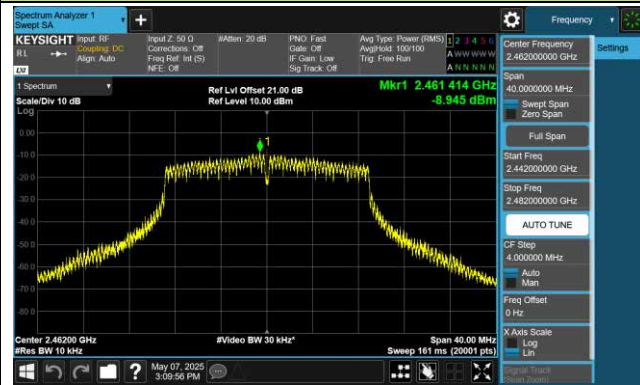 Spectrum Analyzer 1
Swept SA
Frequency
KEYSIGHT
Input: RF
Input Z: 50 Ω
#Atten: 20 dB
PNO: Fast
Avg Type: Power (RMS)
1 2 3 4 5 6
RL
Coupling: DC
Corrections: Off
Gate: Off
Avg|Hold: 100/100
A W W W W W
Align: Auto
Freq Ref: Int (S)
IF Gain: Low
Trig: Free Run
NFE: Off
Sig Track: Off
A N N N N N
LXI
1 Spectrum
Ref Lvl Offset 21.00 dB
Mkr1 2.461 414 GHz
Scale/Div 10 dB
Ref Level 10.00 dBm
-8.945 dBm
Log
1
0.00
-10.0
-20.0
-30.0
-40.0
-50.0
-60.0
-70.0
-80.0
Center 2.46200 GHz
#Video BW 30 kHz*
Span 40.00 MHz
#Res BW 10 kHz
Sweep 161 ms (20001 pts)
May 07, 2025
3:09:56 PM
Center Frequency
2.462000000 GHz
Settings
Span
40.0000000 MHz
Swept Span
Zero Span
Full Span
Start Freq
2.442000000 GHz
Stop Freq
2.482000000 GHz
AUTO TUNE
CF Step
4.000000 MHz
Auto
Man
Freq Offset
0 Hz
X Axis Scale
Log
Lin
Signal Track
(Span Zoom)